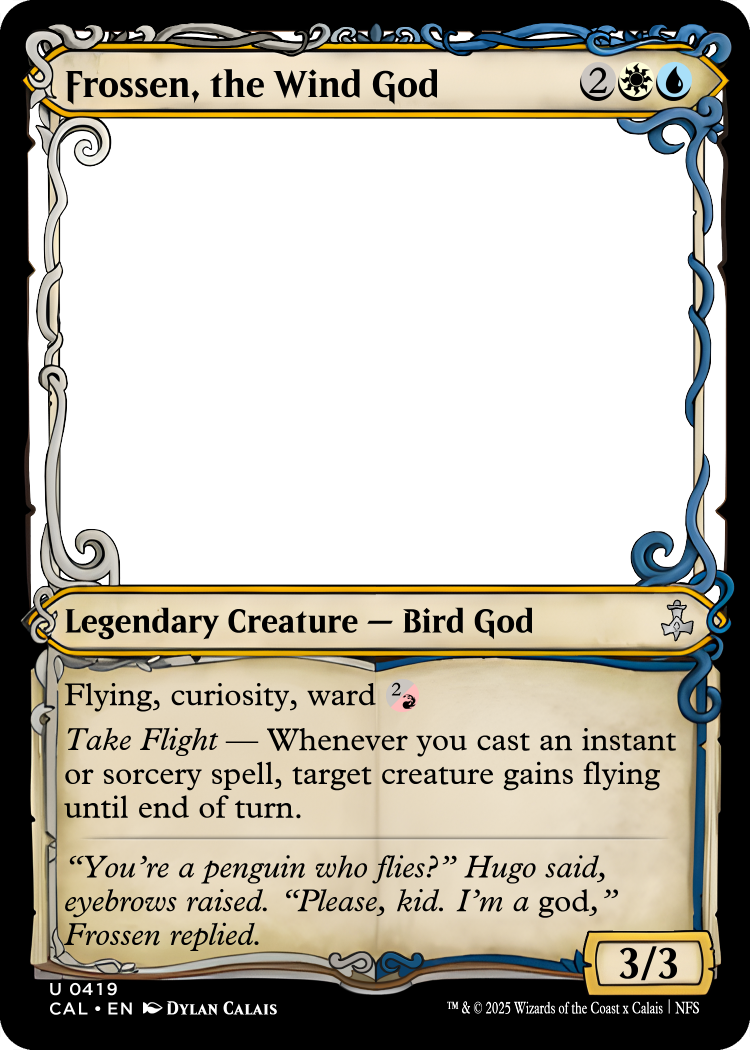 Frossen, the Wind God 2
Legendary Creature — Bird God
Flying, curiosity, ward 2
Take Flight — Whenever you cast an instant
or sorcery spell, target creature gains flying
until end of turn.
“You’re a penguin who flies?” Hugo said,
eyebrows raised. “Please, kid. I’m a god,”
Frossen replied.
3/3
U 0419
CAL • EN Dylan Calais
™ & © 2025 Wizards of the Coast x Calais | NFS